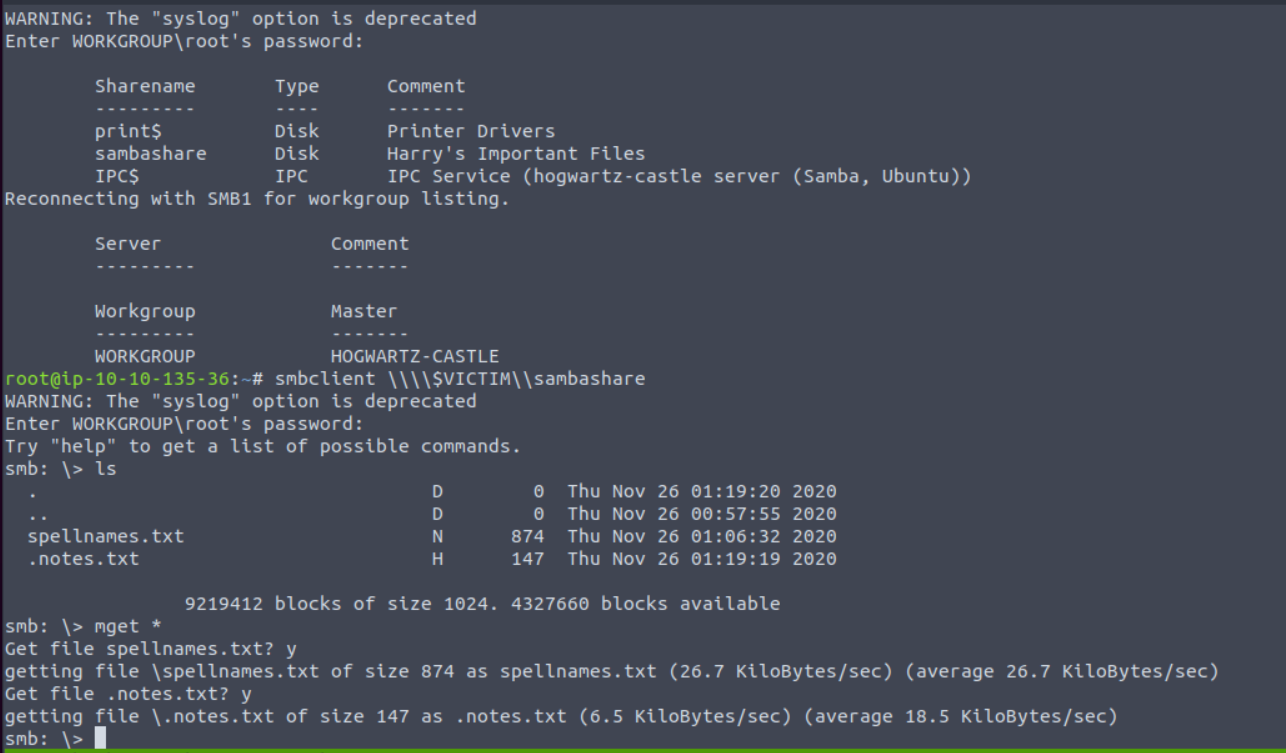 WARNING: The "syslog" option is deprecated
Enter WORKGROUP\root's password:
Sharename Type Comment
--------- ---- -------
print$ Disk Printer Drivers
sambashare Disk Harry's Important Files
IPC$ IPC IPC Service (hogwartz-castle server (Samba, Ubuntu))
Reconnecting with SMB1 for workgroup listing.
Server Comment
--------- -------
Workgroup Master
--------- -------
WORKGROUP HOGWARTZ-CASTLE
root@ip-10-10-135-36:~# smbclient \\\\$VICTIM\\sambashare
WARNING: The "syslog" option is deprecated
Enter WORKGROUP\root's password:
Try "help" to get a list of possible commands.
smb: \> ls
. D 0 Thu Nov 26 01:19:20 2020
.. D 0 Thu Nov 26 00:57:55 2020
spellnames.txt N 874 Thu Nov 26 01:06:32 2020
.notes.txt H 147 Thu Nov 26 01:19:19 2020
9219412 blocks of size 1024. 4327660 blocks available
smb: \> mget *
Get file spellnames.txt? y
getting file \spellnames.txt of size 874 as spellnames.txt (26.7 KiloBytes/sec) (average 26.7 KiloBytes/sec)
Get file .notes.txt? y
getting file \.notes.txt of size 147 as .notes.txt (6.5 KiloBytes/sec) (average 18.5 KiloBytes/sec)
smb: \>